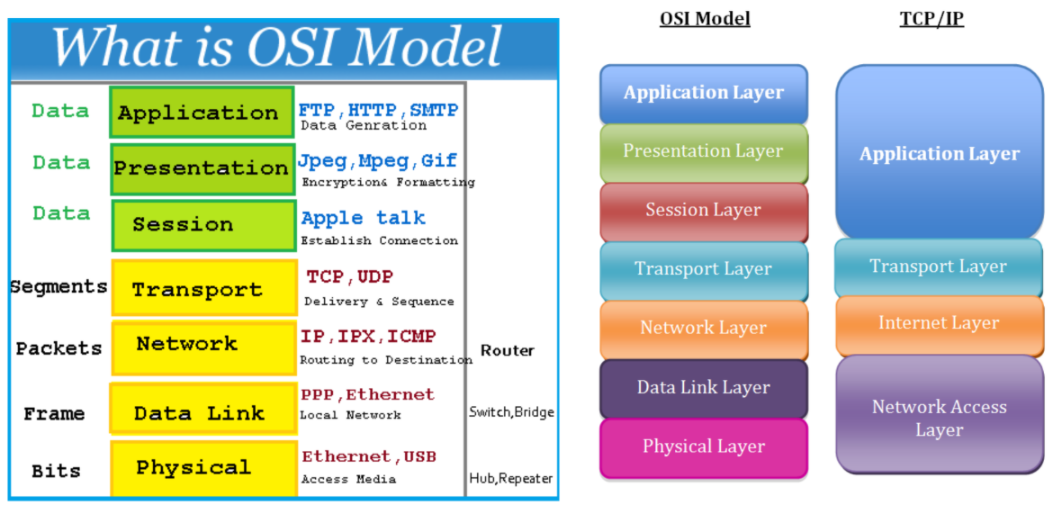 What is OSI Model
Data
Application
FTP,HTTP,SMTP
Data Genration
Data
Presentation
Jpeg,Mpeg,Gif
Encryption& Formatting
Data
Session
Apple talk
Establish Connection
Segments
Transport
TCP,UDP
Delivery & Sequence
Packets
Network
IP,IPX,ICMP
Routing to Destination
Router
Frame
Data Link
PPP,Ethernet
Local Network
Switch,Bridge
Bits
Physical
Ethernet,USB
Access Media
Hub,Repeater
OSI Model
Application Layer
Presentation Layer
Session Layer
Transport Layer
Network Layer
Data Link Layer
Physical Layer
TCP/IP
Application Layer
Transport Layer
Internet Layer
Network Access
Layer